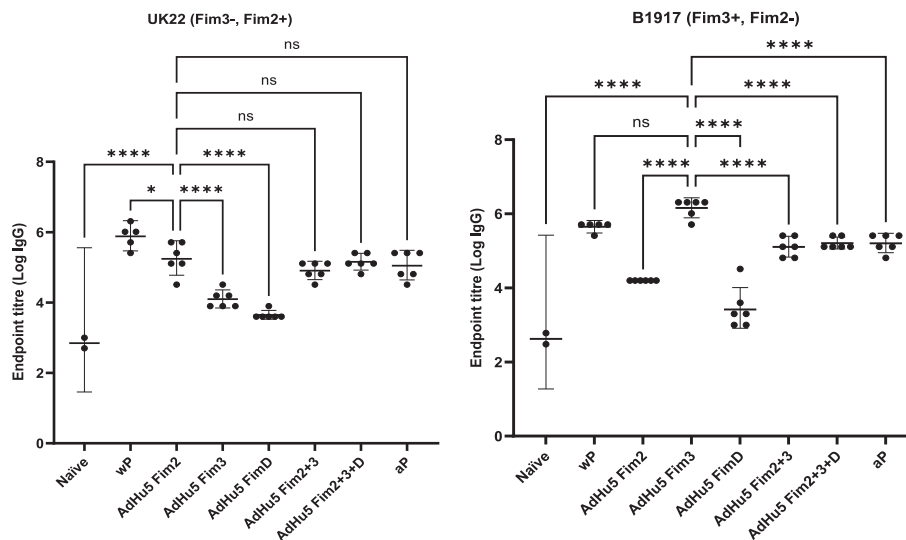 UK22 (Fim3-, Fim2+)
ns
ns
ns
****
****
*
****
Endpoint titre (Log IgG)
8
6
4
2
0
Naïve
wP
AdHu5 Fim2
AdHu5 Fim3
AdHu5 FimD
AdHu5 Fim2+3
AdHu5 Fim2+3+D
aP
B1917 (Fim3+, Fim2-)
****
****
****
ns
****
****
****
Endpoint titre (Log IgG)
8
6
4
2
0
Naïve
wP
AdHu5 Fim2
AdHu5 Fim3
AdHu5 FimD
AdHu5 Fim2+3
AdHu5 Fim2+3+D
aP